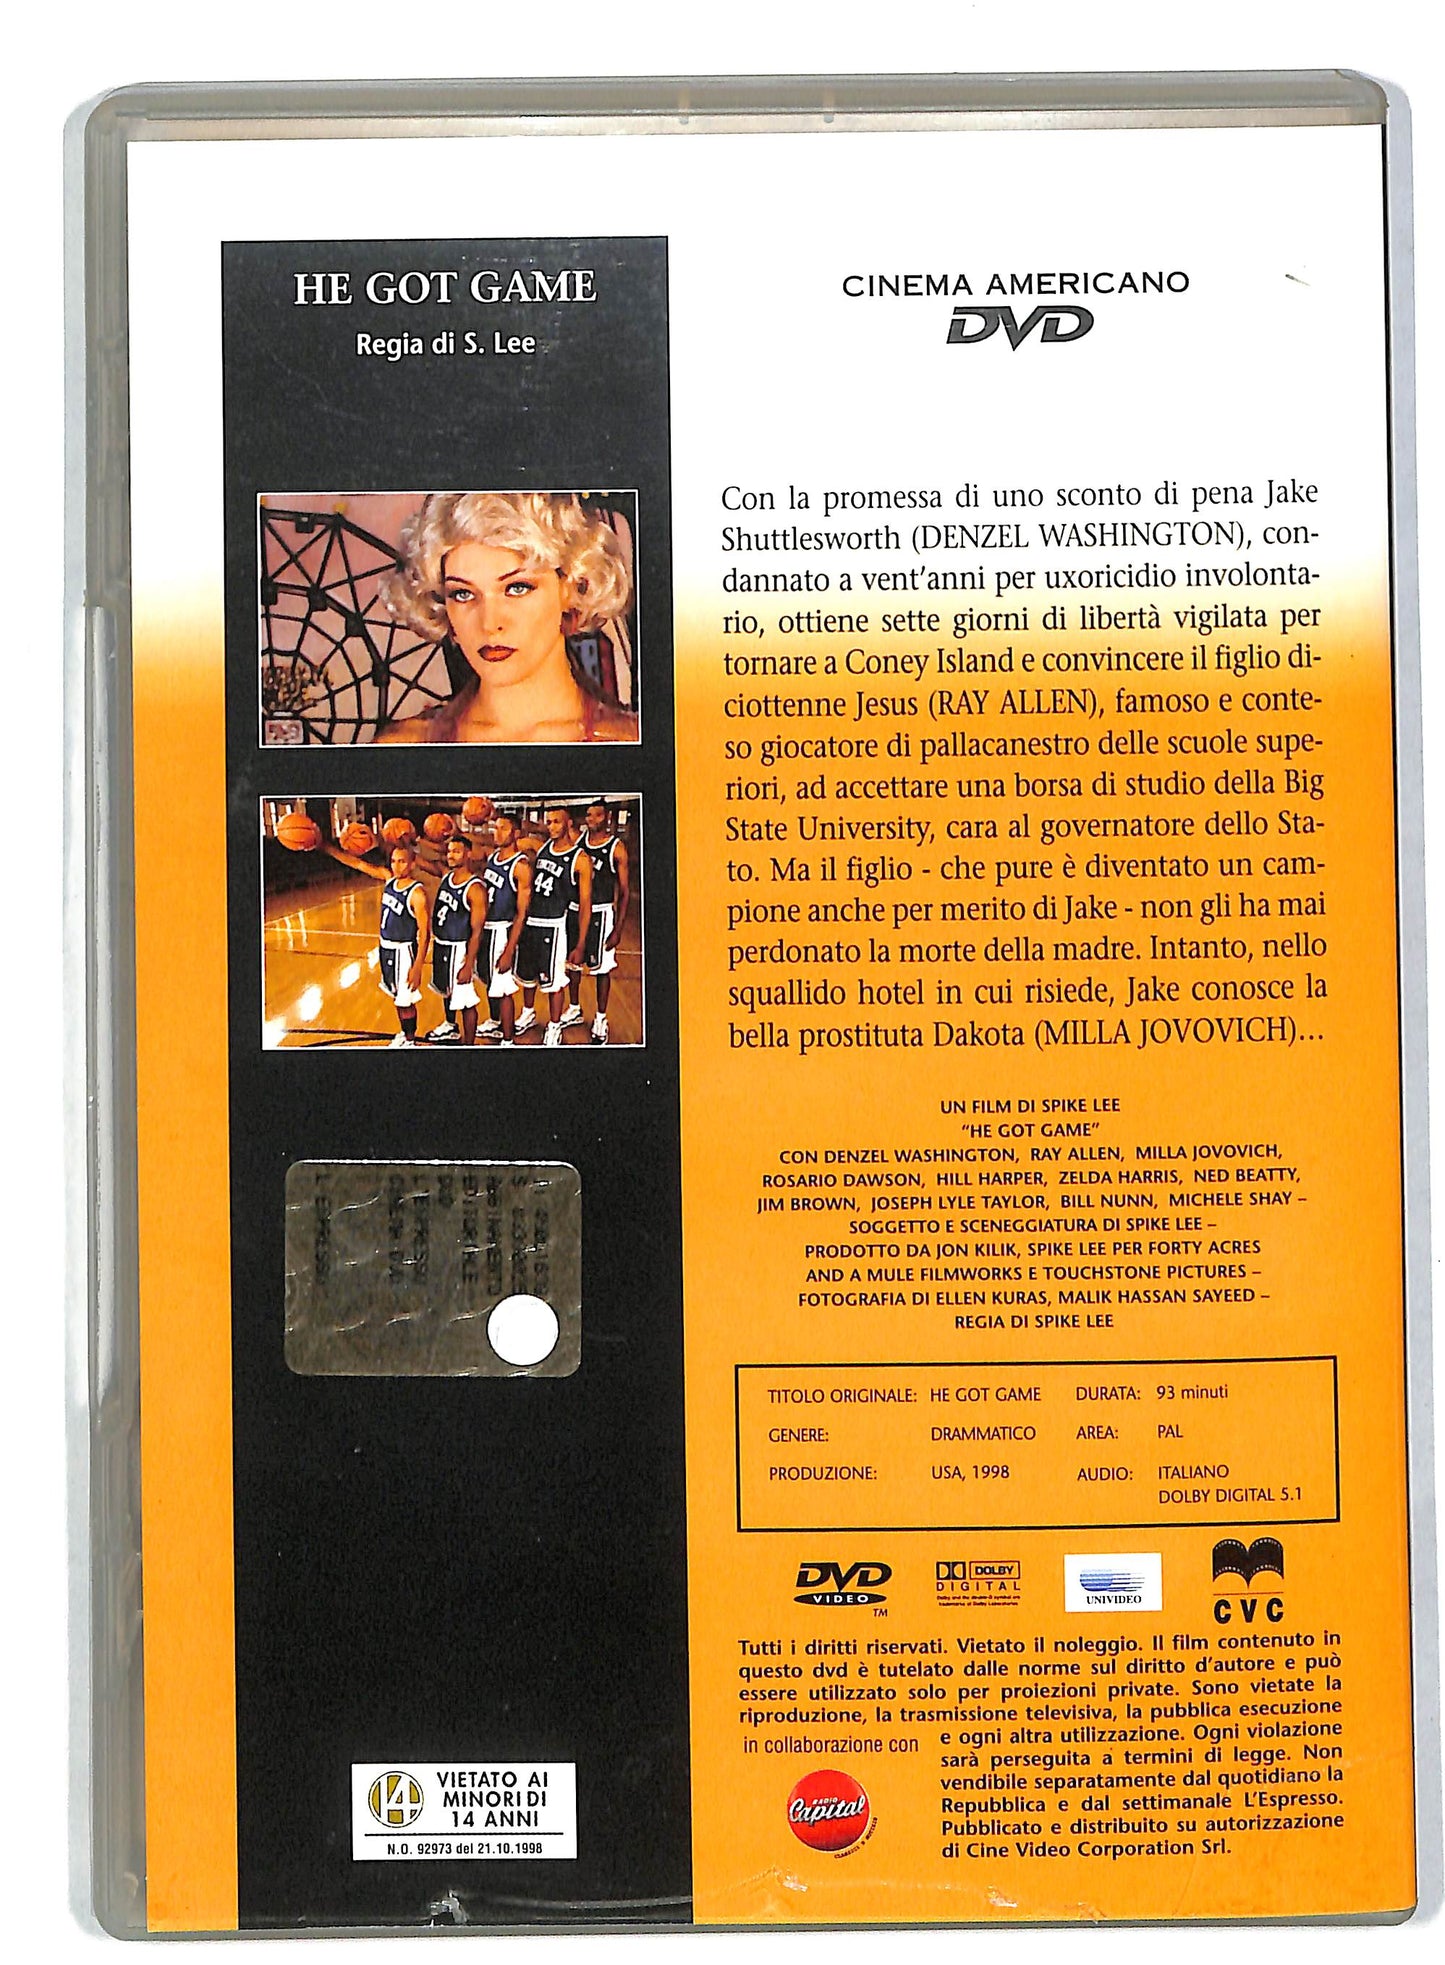 HE GOT GAME
Regia di S. Lee
CINEMA AMERICANO
DVD
Con la promessa di uno sconto di pena Jake
Shuttlesworth (DENZEL WASHINGTON), con-
dannato a vent'anni per uxoricidio involonta-
rio, ottiene sette giorni di libertà vigilata per
tornare a Coney Island e convincere il figlio di-
ciottenne Jesus (RAY ALLEN), famoso e conte-
so giocatore di pallacanestro delle scuole supe-
riori, ad accettare una borsa di studio della Big
State University, cara al governatore dello Sta-
to. Ma il figlio - che pure è diventato un cam-
pione anche per merito di Jake - non gli ha mai
perdonato la morte della madre. Intanto, nello
squallido hotel in cui risiede, Jake conosce la
bella prostituta Dakota (MILLA JOVOVICH)...
UN FILM DI SPIKE LEE
"HE GOT GAME"
CON DENZEL WASHINGTON, RAY ALLEN, MILLA JOVOVICH,
ROSARIO DAWSON, HILL HARPER, ZELDA HARRIS, NED BEATTY,
JIM BROWN, JOSEPH LYLE TAYLOR, BILL NUNN, MICHELE SHAY –
SOGGETTO E SCENEGGIATURA DI SPIKE LEE –
PRODOTTO DA JON KILIK, SPIKE LEE PER FORTY ACRES
AND A MULE FILMWORKS E TOUCHSTONE PICTURES –
FOTOGRAFIA DI ELLEN KURAS, MALIK HASSAN SAYEED –
REGIA DI SPIKE LEE
TITOLO ORIGINALE: HE GOT GAME DURATA: 93 minuti
GENERE: DRAMMATICO AREA: PAL
PRODUZIONE: USA, 1998 AUDIO: ITALIANO
DOLBY DIGITAL 5.1
DVD
VIDEO
TM
DOLBY
DIGITAL
UNIVIDEO
CVC
Tutti i diritti riservati. Vietato il noleggio. Il film contenuto in
questo dvd è tutelato dalle norme sul diritto d'autore e può
essere utilizzato solo per proiezioni private. Sono vietate la
riproduzione, la trasmissione televisiva, la pubblica esecuzione
e ogni altra utilizzazione. Ogni violazione
sarà perseguita a termini di legge. Non
vendibile separatamente dal quotidiano la
Repubblica e dal settimanale L'Espresso.
Pubblicato e distribuito su autorizzazione
di Cine Video Corporation Srl.
in collaborazione con
RADIO
Capital
14
VIETATO AI
MINORI DI
14 ANNI
N.O. 92973 del 21.10.1998